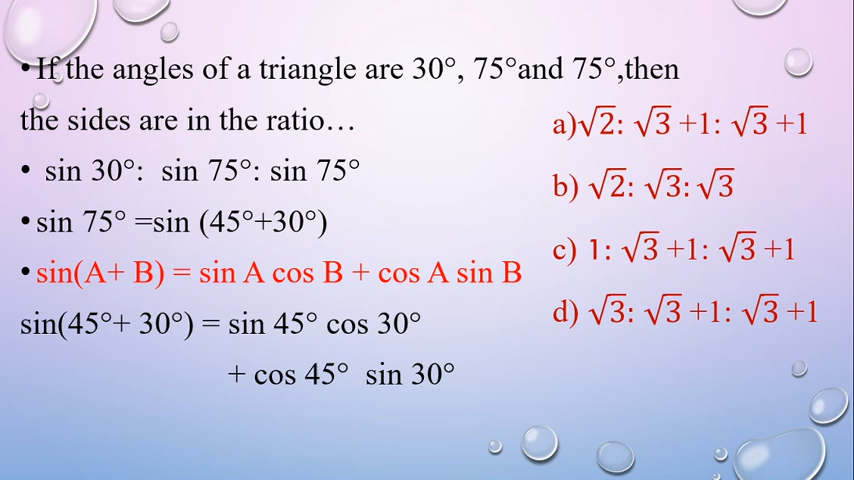 • If the angles of a triangle are 30°, 75°and 75°,then
the sides are in the ratio…
• sin 30°: sin 75°: sin 75°
• sin 75° =sin (45°+30°)
• sin(A+ B) = sin A cos B + cos A sin B
sin(45°+ 30°) = sin 45° cos 30°
+ cos 45° sin 30°
a)√2: √3 +1: √3 +1
b) √2: √3: √3
c) 1: √3 +1: √3 +1
d) √3: √3 +1: √3 +1